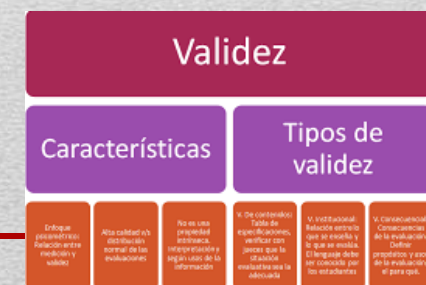 Validez
Características
Tipos de
validez
Enfoque
psicométrico:
Relación entre
medición y
validez
Alta calidad v/s
distribución
normal de las
evaluaciones
No es una
propiedad
intrínseca.
Interpretación y
según usos de la
información
V. De contenidos:
Tabla de
especificaciones,
verificar con
jueces que la
situación
evaluativa sea la
adecuada
V. Institucional:
Relación entre lo
que se enseña y
lo que se evalúa.
El lenguaje debe
ser conocido por
los estudiantes
V. Consecuencial:
Consecuencias
de la evaluación
Definir
propósitos y uso
de la evaluación
el para qué.